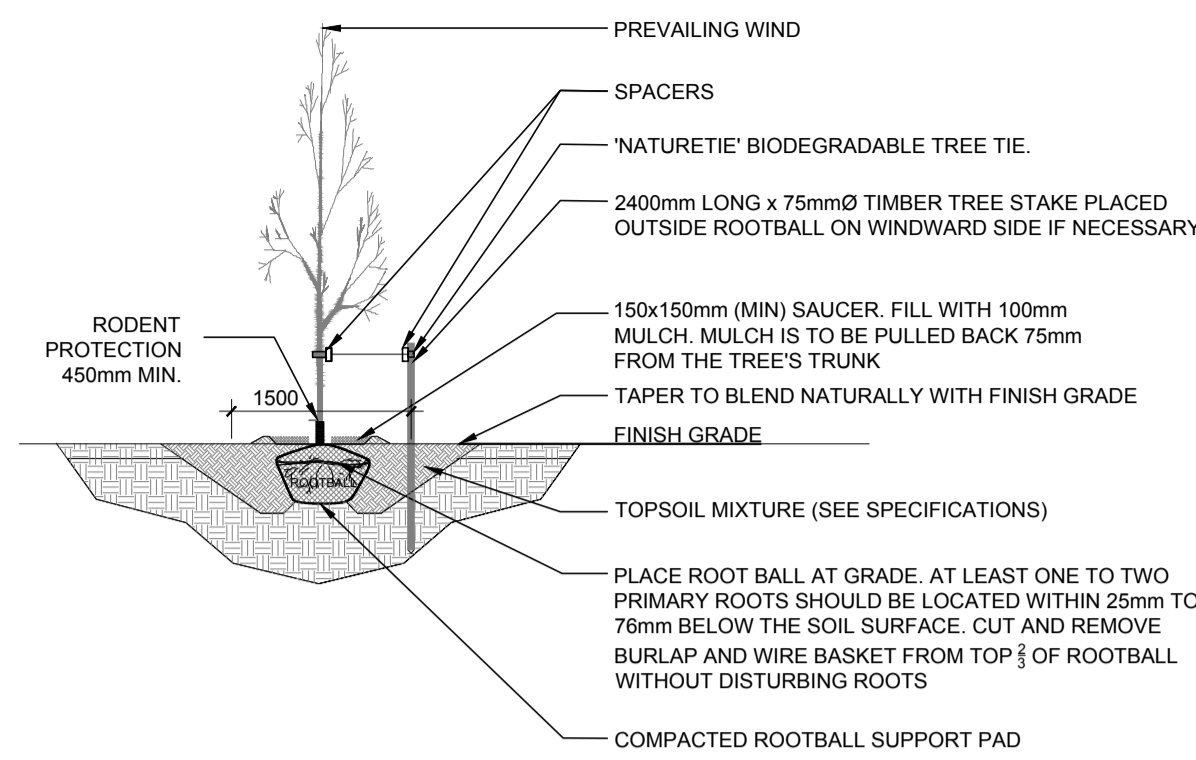 PREVAILING WIND
SPACERS
'NATURETIE' BIODEGRADABLE TREE TIE.
2400mm LONG x 75mmØ TIMBER TREE STAKE PLACED
OUTSIDE ROOTBALL ON WINDWARD SIDE IF NECESSARY
150x150mm (MIN) SAUCER. FILL WITH 100mm
MULCH. MULCH IS TO BE PULLED BACK 75mm
FROM THE TREE'S TRUNK
RODENT
PROTECTION
450mm MIN.
1500
TAPER TO BLEND NATURALLY WITH FINISH GRADE
FINISH GRADE
ROOTBALL
TOPSOIL MIXTURE (SEE SPECIFICATIONS)
PLACE ROOT BALL AT GRADE. AT LEAST ONE TO TWO
PRIMARY ROOTS SHOULD BE LOCATED WITHIN 25mm TO
76mm BELOW THE SOIL SURFACE. CUT AND REMOVE
BURLAP AND WIRE BASKET FROM TOP 2/3 OF ROOTBALL
WITHOUT DISTURBING ROOTS
COMPACTED ROOTBALL SUPPORT PAD